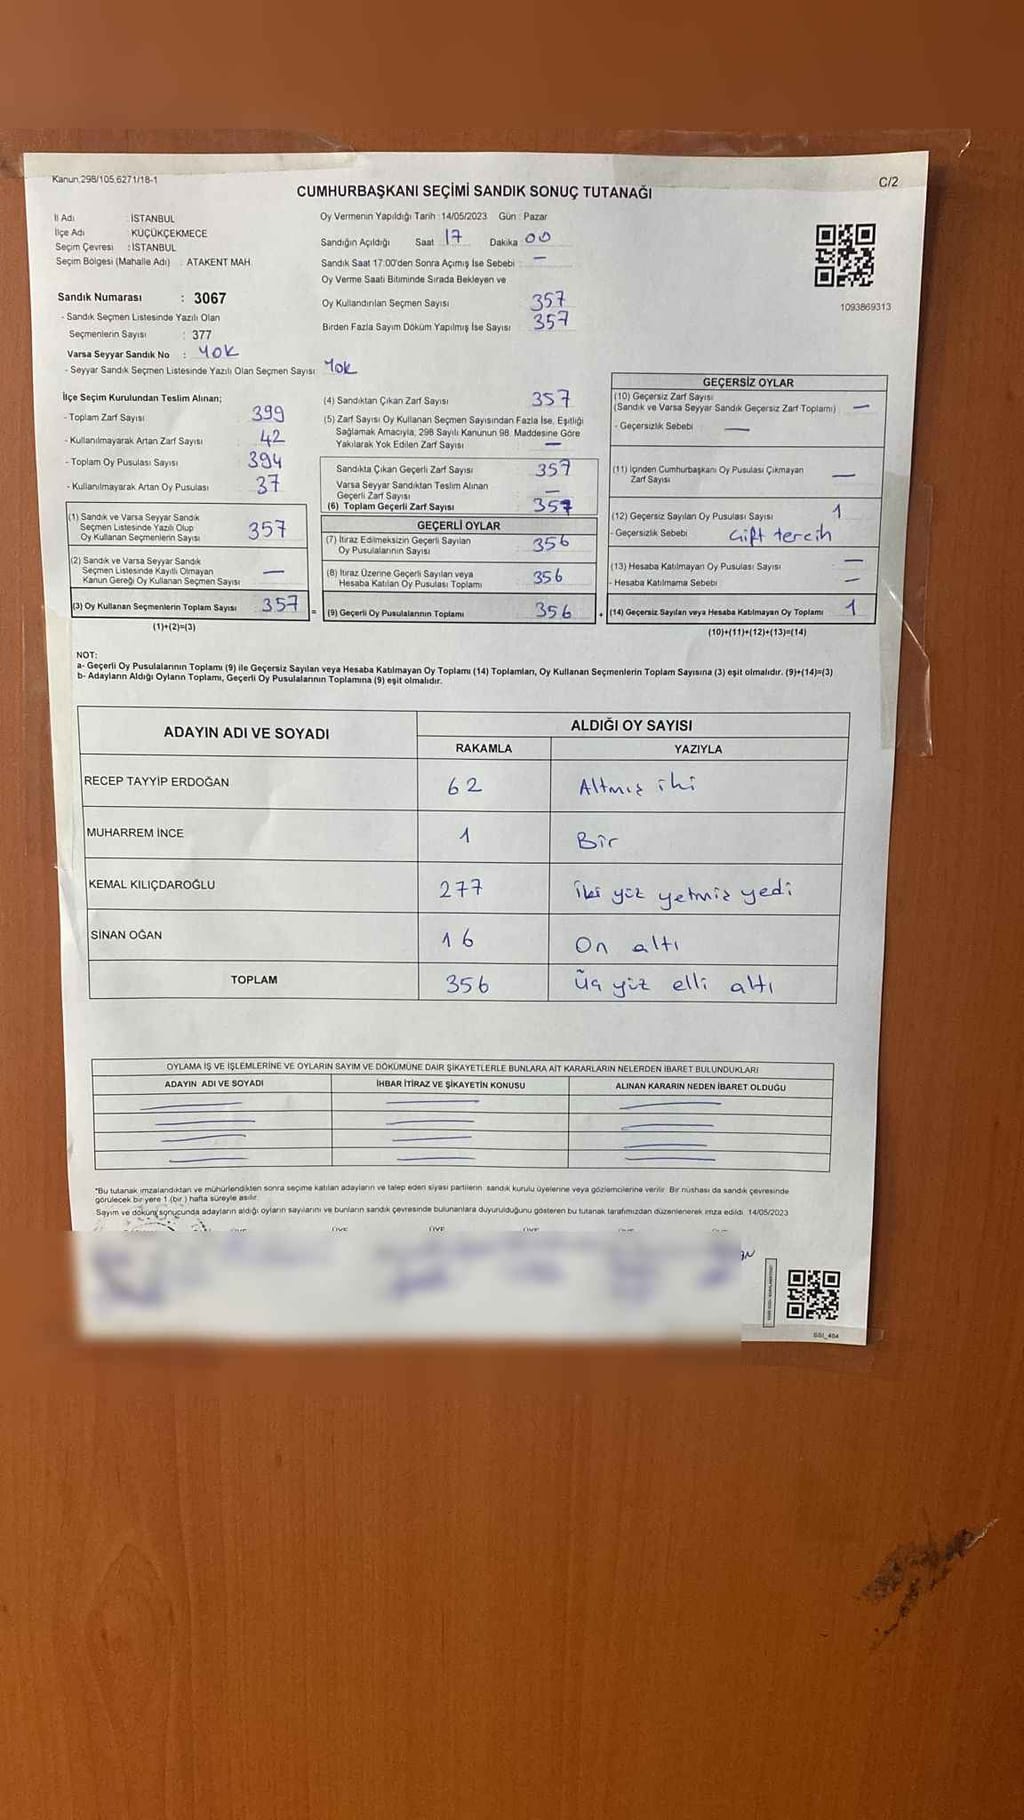 Kanun.298/105,6271/18-1
C/2
CUMHURBAŞKANI SEÇİMİ SANDIK SONUÇ TUTANAĞI
İl Adı : İSTANBUL
İlçe Adı : KÜÇÜKÇEKMECE
Seçim Çevresi : İSTANBUL
Seçim Bölgesi (Mahalle Adı) : ATAKENT MAH.
Sandık Numarası : 3067
- Sandık Seçmen Listesinde Yazılı Olan
Seçmenlerin Sayısı : 377
Varsa Seyyar Sandık No : Yok
- Seyyar Sandık Seçmen Listesinde Yazılı Olan Seçmen Sayısı: Yok
Oy Vermenin Yapıldığı Tarih :14/05/2023 Gün : Pazar
Sandığın Açıldığı Saat 17 Dakika 00
Sandık Saat 17:00'den Sonra Açımış İse Sebebi : —
Oy Verme Saati Bitiminde Sırada Bekleyen ve
Oy Kullandırılan Seçmen Sayısı 357
Birden Fazla Sayım Döküm Yapılmış İse Sayısı 357
1093869313
İlçe Seçim Kurulundan Teslim Alınan;
- Toplam Zarf Sayısı 399
- Kullanılmayarak Artan Zarf Sayısı 42
- Toplam Oy Pusulası Sayısı 394
- Kullanılmayarak Artan Oy Pusulası 37
(1) Sandık ve Varsa Seyyar Sandık
Seçmen Listesinde Yazılı Olup
Oy Kullanan Seçmenlerin Sayısı 357
(2) Sandık ve Varsa Seyyar Sandık
Seçmen Listesinde Kayıtlı Olmayan
Kanun Gereği Oy Kullanan Seçmen Sayısı —
(3) Oy Kullanan Seçmenlerin Toplam Sayısı 357
(1)+(2)=(3)
(4) Sandıktan Çıkan Zarf Sayısı 357
(5) Zarf Sayısı Oy Kullanan Seçmen Sayısından Fazla İse, Eşitliği
Sağlamak Amacıyla, 298 Sayılı Kanunun 98. Maddesine Göre
Yakılarak Yok Edilen Zarf Sayısı —
Sandıkta Çıkan Geçerli Zarf Sayısı 357
Varsa Seyyar Sandıktan Teslim Alınan
Geçerli Zarf Sayısı —
(6) Toplam Geçerli Zarf Sayısı 357
GEÇERLİ OYLAR
(7) İtiraz Edilmeksizin Geçerli Sayılan
Oy Pusulalarının Sayısı 356
(8) İtiraz Üzerine Geçerli Sayılan veya
Hesaba Katılan Oy Pusulası Toplamı 356
= (9) Geçerli Oy Pusulalarının Toplamı 356
GEÇERSİZ OYLAR
(10) Geçersiz Zarf Sayısı
(Sandık ve Varsa Seyyar Sandık Geçersiz Zarf Toplamı) —
- Geçersizlik Sebebi —
(11) İçinden Cumhurbaşkanı Oy Pusulası Çıkmayan
Zarf Sayısı —
(12) Geçersiz Sayılan Oy Pusulası Sayısı 1
- Geçersizlik Sebebi Çift tercih
(13) Hesaba Katılmayan Oy Pusulası Sayısı —
- Hesaba Katılmama Sebebi —
+ (14) Geçersiz Sayılan veya Hesaba Katılmayan Oy Toplamı 1
(10)+(11)+(12)+(13)=(14)
NOT:
a- Geçerli Oy Pusulalarının Toplamı (9) ile Geçersiz Sayılan veya Hesaba Katılmayan Oy Toplamı (14) Toplamları, Oy Kullanan Seçmenlerin Toplam Sayısına (3) eşit olmalıdır. (9)+(14)=(3)
b- Adayların Aldığı Oyların Toplamı, Geçerli Oy Pusulalarının Toplamına (9) eşit olmalıdır.
ADAYIN ADI VE SOYADI
ALDIĞI OY SAYISI
RAKAMLA YAZIYLA
RECEP TAYYİP ERDOĞAN 62 Altmış iki
MUHARREM İNCE 1 Bir
KEMAL KILIÇDAROĞLU 277 iki yüz yetmiş yedi
SİNAN OĞAN 16 On altı
TOPLAM 356 Üç yüz elli altı
OYLAMA İŞ VE İŞLEMLERİNE VE OYLARIN SAYIM VE DÖKÜMÜNE DAİR ŞİKAYETLERLE BUNLARA AİT KARARLARIN NELERDEN İBARET BULUNDUKLARI
ADAYIN ADI VE SOYADI İHBAR İTİRAZ VE ŞİKAYETİN KONUSU ALINAN KARARIN NEDEN İBARET OLDUĞU
*Bu tutanak imzalandıktan ve mühürlendikten sonra seçime katılan adayların ve talep eden siyasi partilerin sandık kurulu üyelerine veya gözlemcilerine verilir. Bir nüshası da sandık çevresinde
görülecek bir yere 1 (bir) hafta süreyle asılır.
Sayım ve döküm sonucunda adayların aldığı oyların sayılarını ve bunların sandık çevresinde bulunanlara duyurulduğunu gösteren bu tutanak tarafımızdan düzenlenerek imza edildi. 14/05/2023
ÜYE ÜYE ÜYE ÜYE ÜYE